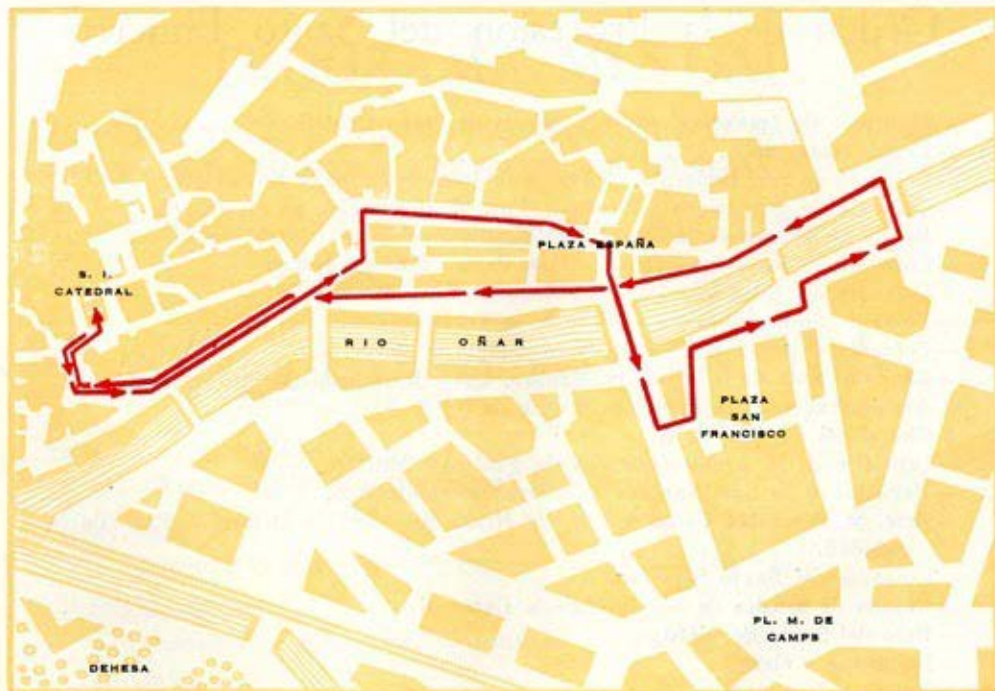 PLAZA ESPAÑA
S. I.
CATEDRAL
RIO OÑAR
PLAZA
SAN
FRANCISCO
PL. M. DE
CAMPS
DEHESA